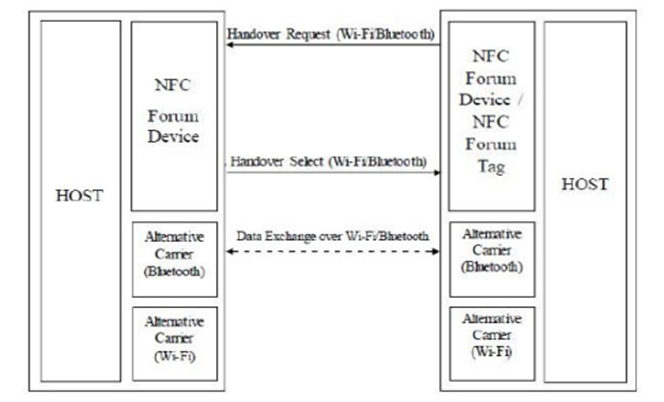 Handover Request (Wi-Fi/Bluetooth)
NFC
Forum
Device
NFC
Forum
Device /
NFC
Forum
Tag
Handover Select (Wi-Fi/Bluetooth)
HOST
HOST
Alternative
Carrier
(Bluetooth)
Data Exchange over Wi-Fi/Bluetooth
Alternative
Carrier
(Bluetooth)
Alternative
Carrier
(Wi-Fi)
Alternative
Carrier
(Wi-Fi)